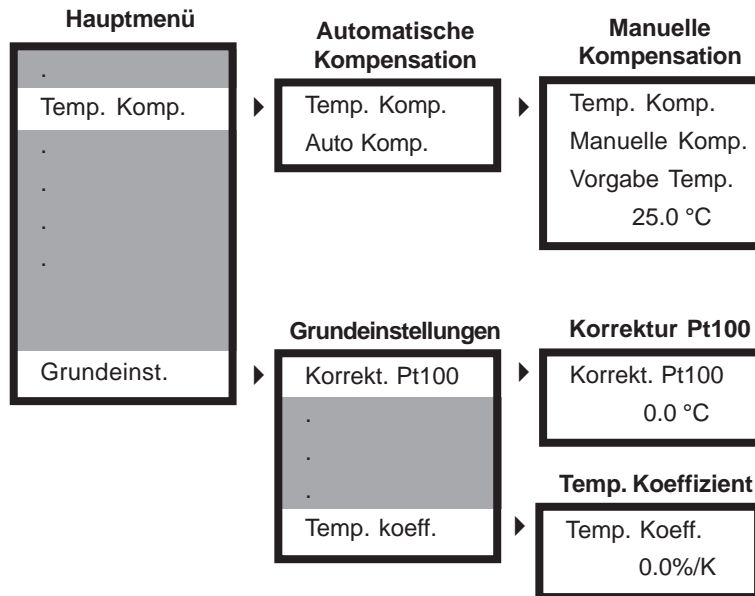 Hauptmenü
.
Temp. Komp.
.
.
.
.
Grundeinst.
Automatische
Kompensation
Temp. Komp.
Auto Komp.
Manuelle
Kompensation
Temp. Komp.
Manuelle Komp.
Vorgabe Temp.
25.0 °C
Grundeinstellungen
Korrekt. Pt100
.
.
.
Temp. koeff.
Korrektur Pt100
Korrekt. Pt100
0.0 °C
Temp. Koeffizient
Temp. Koeff.
0.0%/K